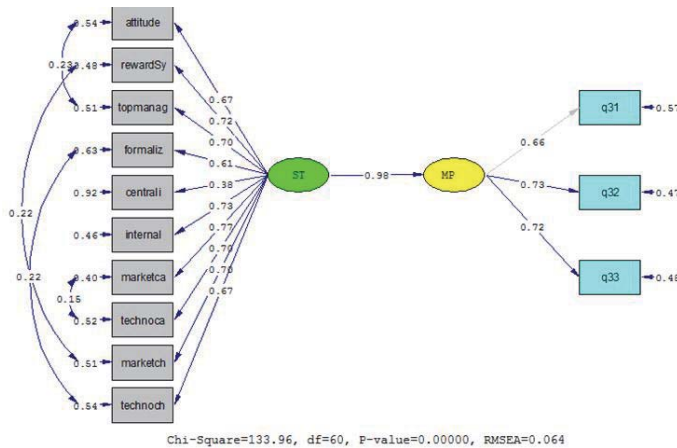 0.54 attitude
0.23 0.48 rewardSy
0.51 topmanag
0.63 formaliz
0.92 centrali
0.46 internal
0.22
0.22
0.40 marketca
0.15
0.52 technoca
0.51 marketch
0.54 technoch
0.67
0.72
0.70
0.61
0.38
0.73
0.77
0.70
0.70
0.67
ST
0.98
MP
0.66
0.73
0.72
q31 0.57
q32 0.47
q33 0.48
Chi-Square=133.96, df=60, P-value=0.00000, RMSEA=0.064